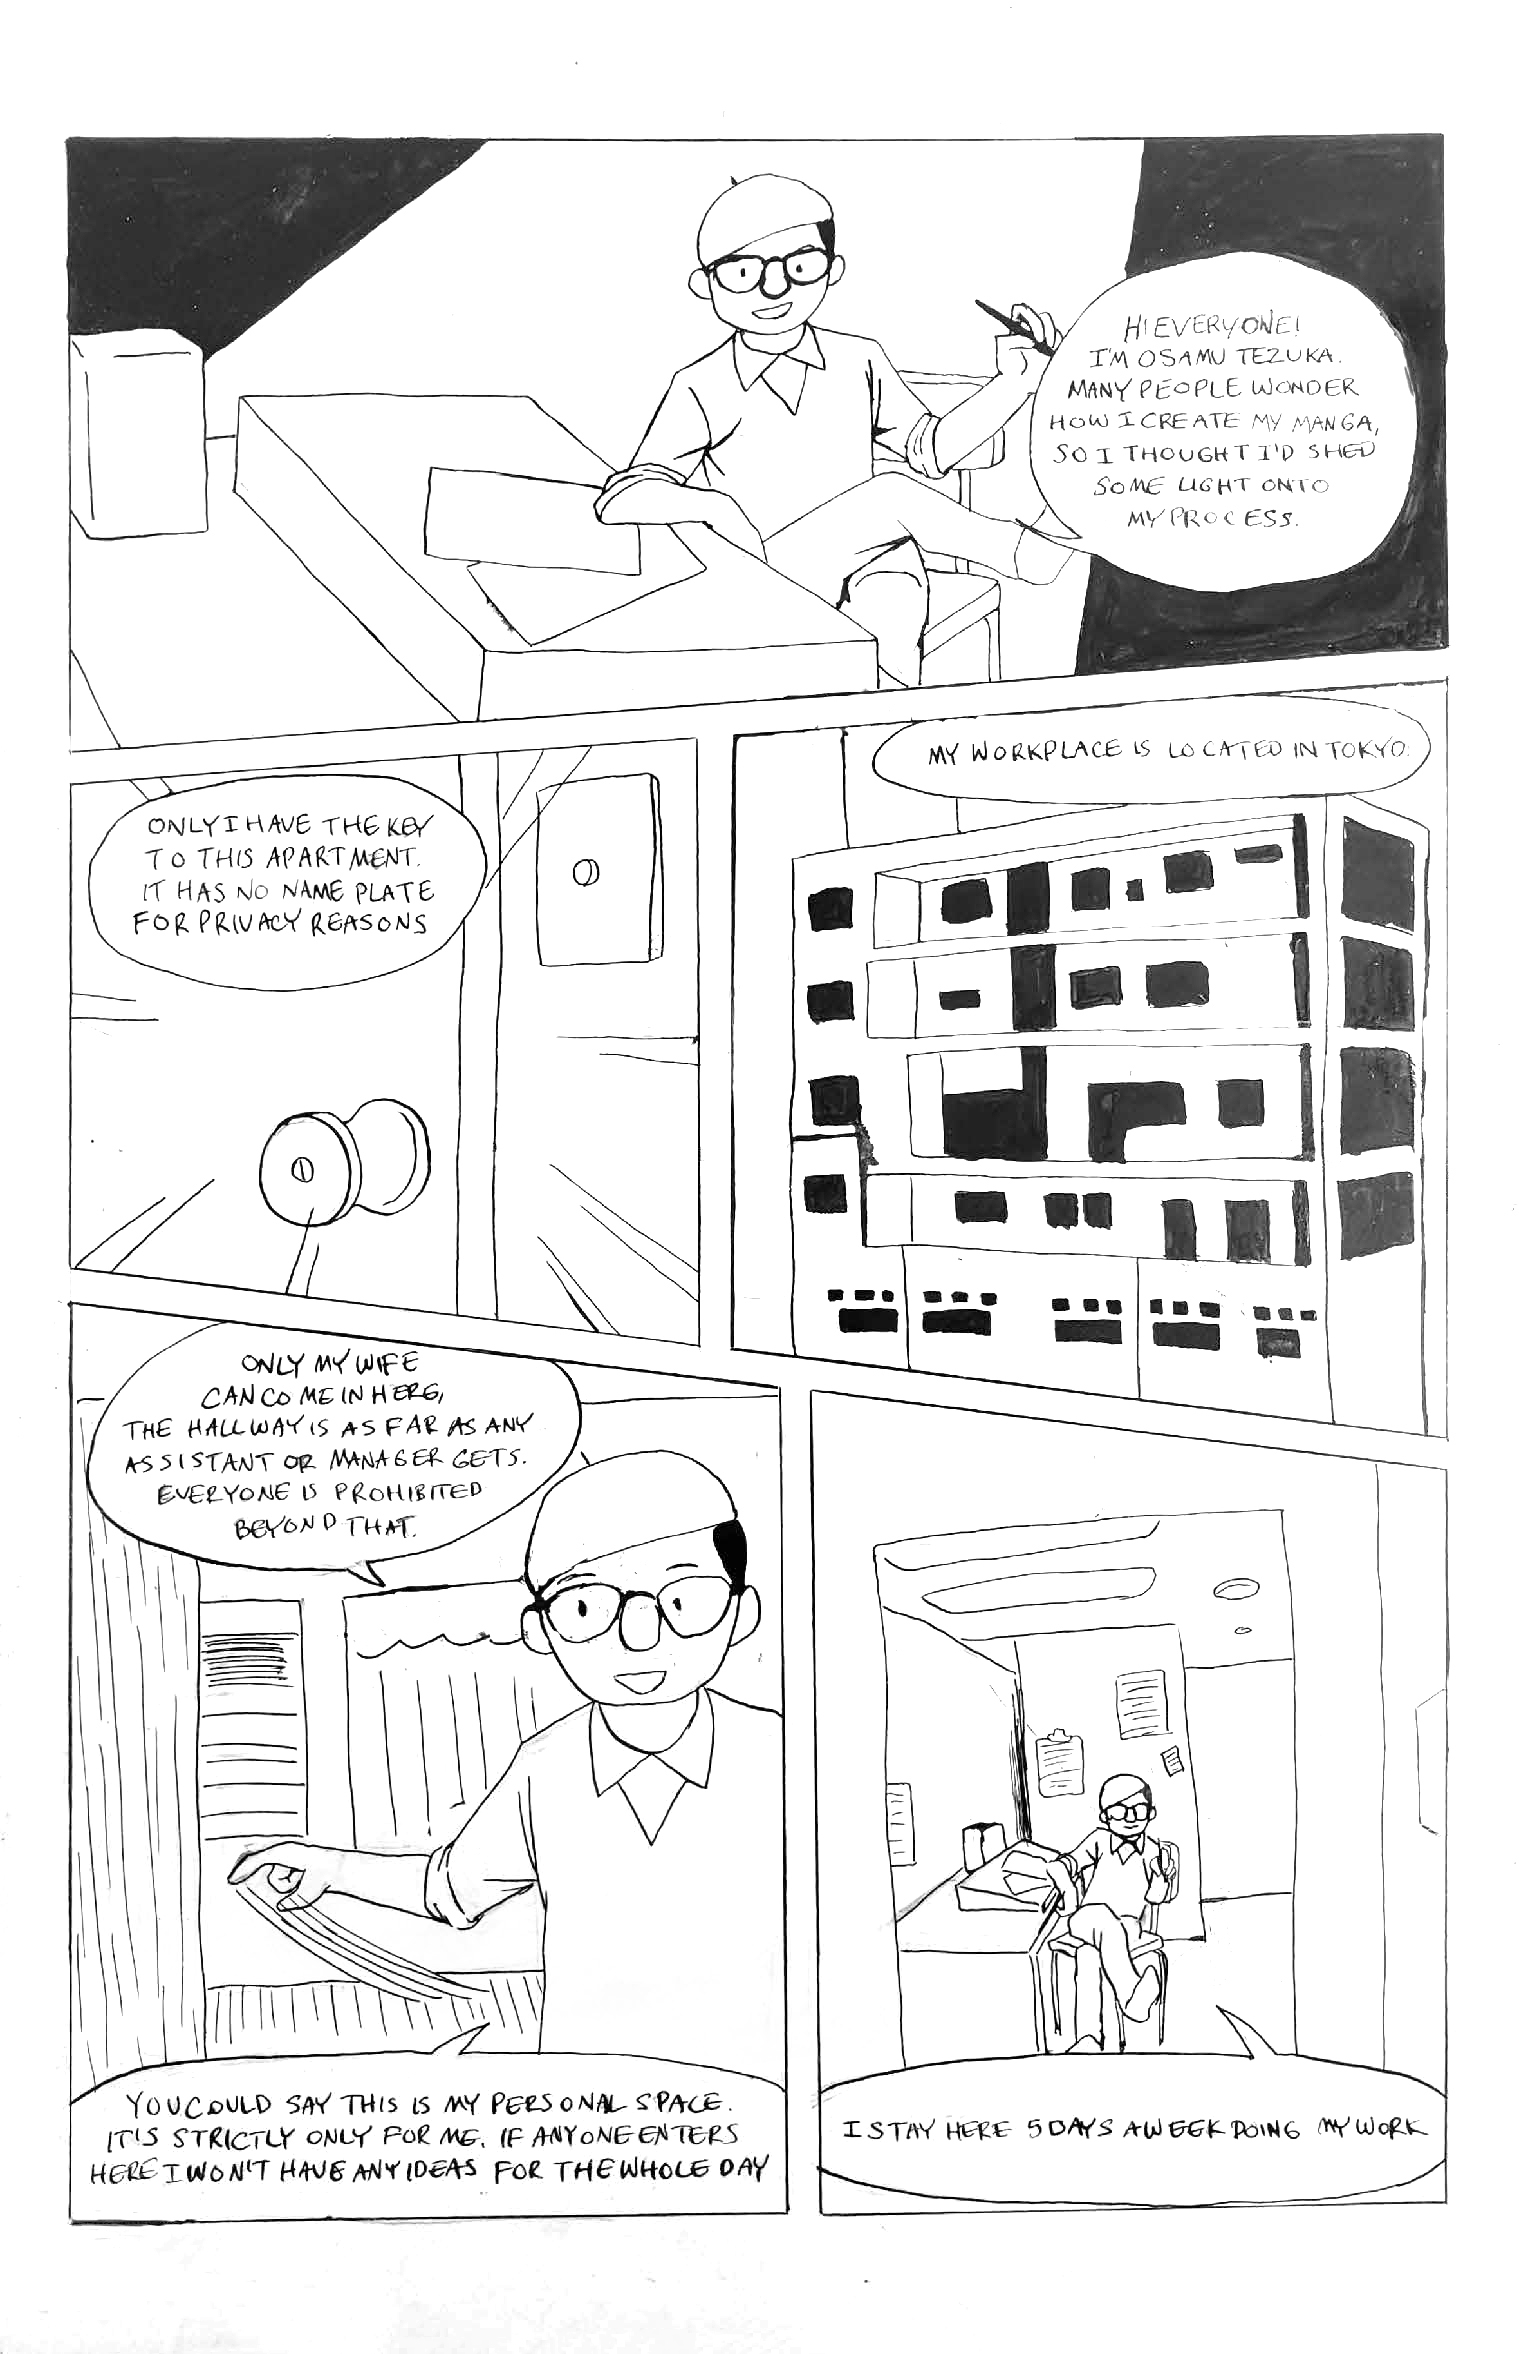 HI EVERYONE!
I'M OSAMU TEZUKA.
MANY PEOPLE WONDER
HOW I CREATE MY MANGA,
SO I THOUGHT I'D SHED
SOME LIGHT ONTO
MY PROCESS.
MY WORKPLACE IS LOCATED IN TOKYO.
ONLY I HAVE THE KEY
TO THIS APARTMENT.
IT HAS NO NAME PLATE
FOR PRIVACY REASONS
I STAY HERE 5 DAYS A WEEK DOING MY WORK
ONLY MY WIFE
CAN COME IN HERE,
THE HALLWAY IS AS FAR AS ANY
ASSISTANT OR MANAGER GETS.
EVERYONE IS PROHIBITED
BEYOND THAT.
YOU COULD SAY THIS IS MY PERSONAL SPACE.
IT'S STRICTLY ONLY FOR ME. IF ANYONE ENTERS
HERE I WON'T HAVE ANY IDEAS FOR THE WHOLE DAY